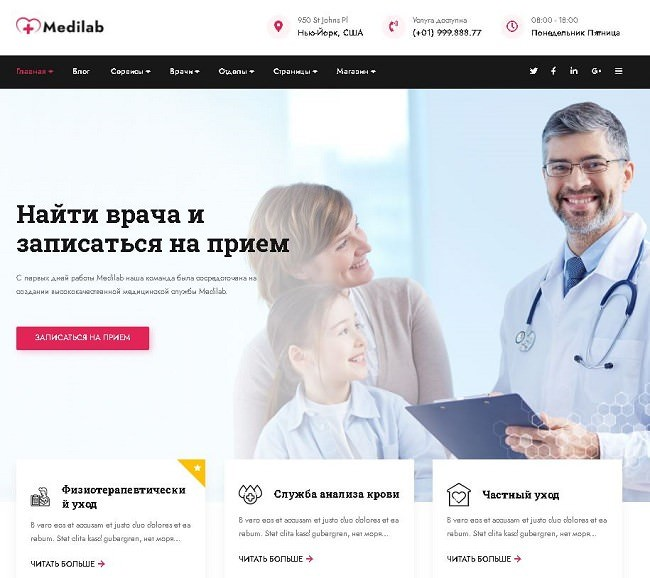 Medilab
950 St Johns Pl
Нью-Йорк, США
Услуга доступна
(+01) 999.888.77
08:00 - 18:00
Понедельник Пятница
Главная Блог Сервисы Врачи Отделы Страницы Магазин
Найти врача и
записаться на прием
С первых дней работы Medilab наша команда была сосредоточена на
создании высококачественной медицинской службы Medilab.
ЗАПИСАТЬСЯ НА ПРИЕМ
Физиотерапевтически
й уход
В vero eos et accusam et justo duo dolores et ea
rebum. Stet clita kasd gubergren, нет моря...
ЧИТАТЬ БОЛЬШЕ
Служба анализа крови
В vero eos et accusam et justo duo dolores et ea
rebum. Stet clita kasd gubergren, нет моря...
ЧИТАТЬ БОЛЬШЕ
Частный уход
В vero eos et accusam et justo duo dolores et ea
rebum. Stet clita kasd gubergren, нет моря...
ЧИТАТЬ БОЛЬШЕ